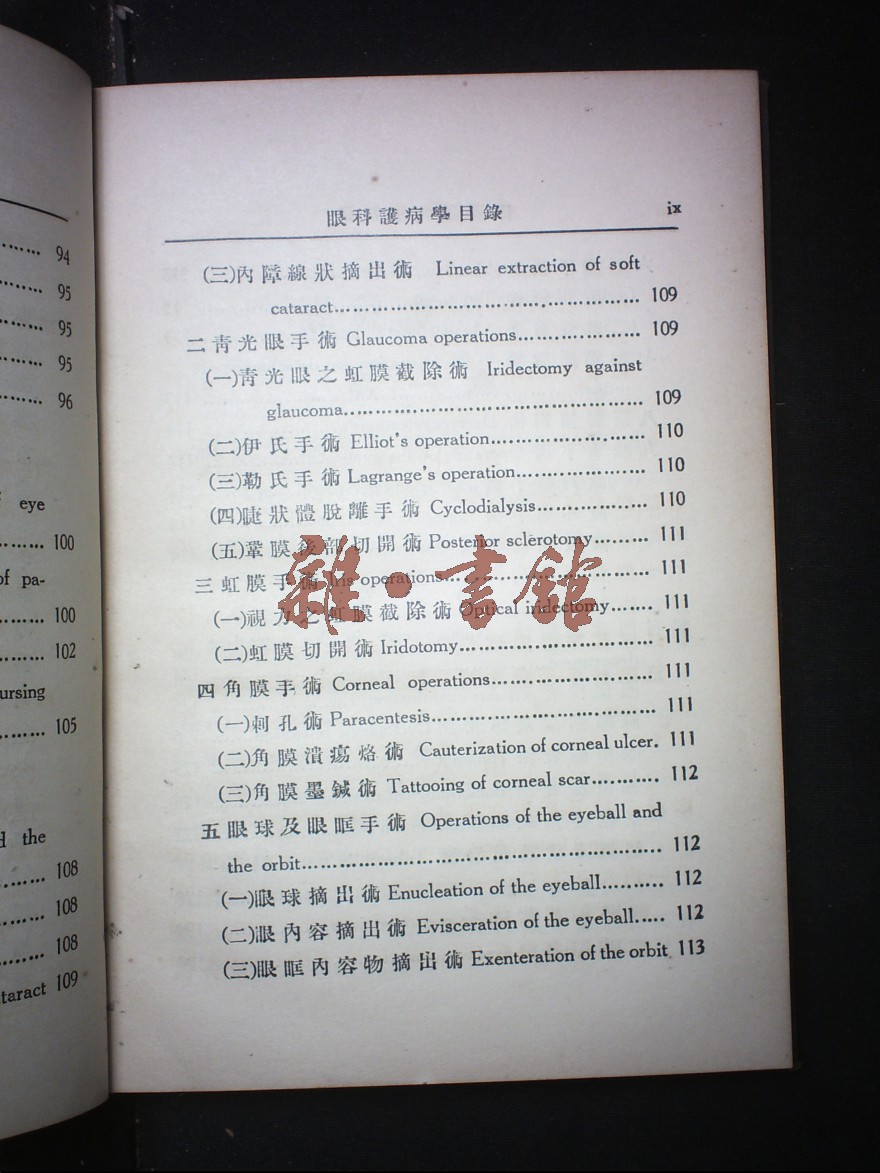 94
95
95
95
96
eye
100
of pa-
100
102
ursing
105
d the
108
108
108
taract 109
眼科護病學目錄 ix
(三)內障線狀摘出術 Linear extraction of soft
cataract 109
二 靑光眼手術 Glaucoma operations 109
(一)靑光眼之虹膜截除術 Iridectomy against
glaucoma 109
(二)伊氏手術 Elliot's operation 110
(三)勒氏手術 Lagrange's operation 110
(四)睫狀體脫離手術 Cyclodialysis 110
(五)鞏膜後部切開術 Posterior sclerotomy 111
三 虹膜手術 Iris operations 111
(一)視力之虹膜截除術 Optical iridectomy 111
(二)虹膜切開術 Iridotomy 111
四 角膜手術 Corneal operations 111
(一)刺孔術 Paracentesis 111
(二)角膜潰瘍烙術 Cauterization of corneal ulcer. 111
(三)角膜墨鍼術 Tattooing of corneal scar 112
五 眼球及眼眶手術 Operations of the eyeball and
the orbit 112
(一)眼球摘出術 Enucleation of the eyeball 112
(二)眼內容摘出術 Evisceration of the eyeball 112
(三)眼眶內容物摘出術 Exenteration of the orbit 113
雜·書館